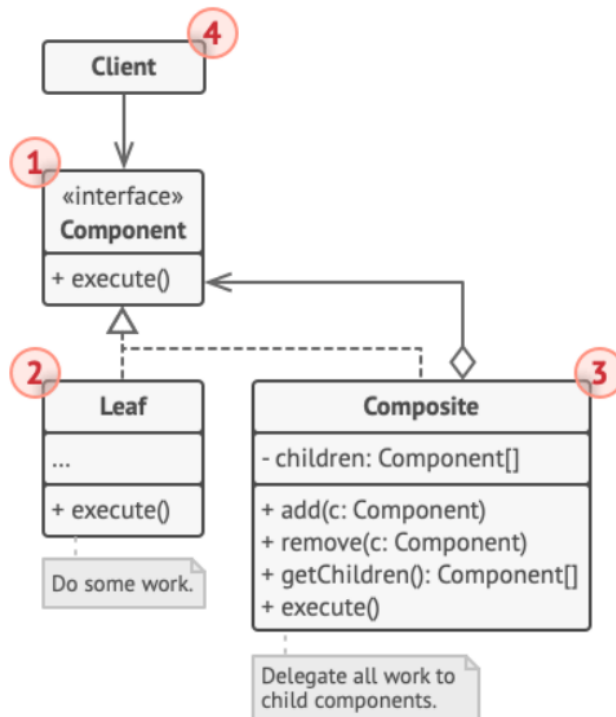 4
Client
1
«interface»
Component
+ execute()
2
Leaf
...
+ execute()
Do some work.
3
Composite
- children: Component[]
+ add(c: Component)
+ remove(c: Component)
+ getChildren(): Component[]
+ execute()
Delegate all work to
child components.